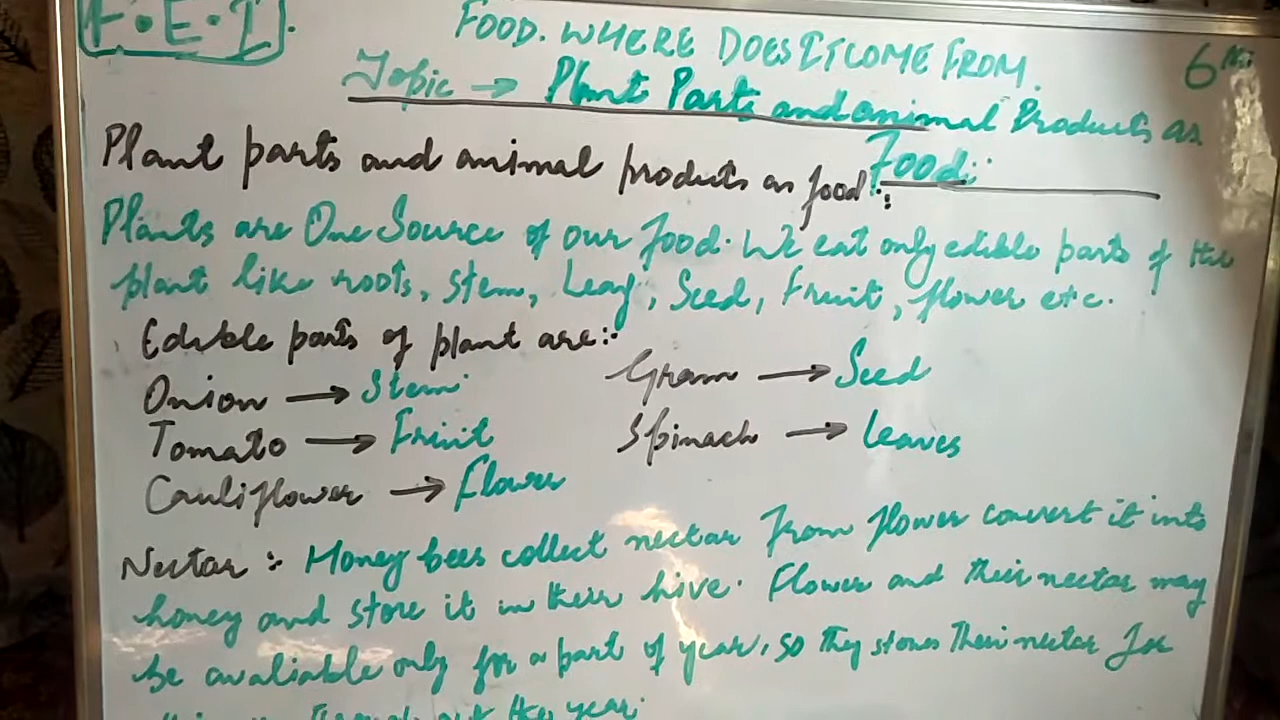 F.E.I.
FOOD. WHERE DOES IT COME FROM.
6th
Topic → Plant Parts and animal Products as
Food:
Plant parts and animal products as food:
Plants are One Source of our food. We eat only edible parts of the
plant like roots, stem, Leaf, Seed, Fruit, flower etc.
Edible parts of plant are:-
Onion → Stem
Gram → Seed
Tomato → Fruit
Spinach → leaves
Cauliflower → Flower
Nectar : Honey bees collect nectar from flower convert it into
honey and store it in their hive. Flower and their nectar may
be avaliable only for a part of year, so they stores their nectar for
the year.